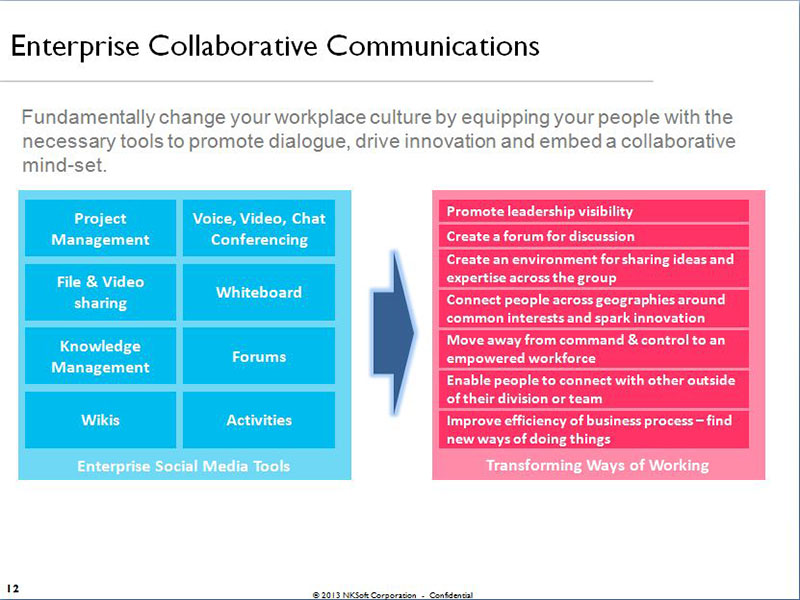 Enterprise Collaborative Communications
Fundamentally change your workplace culture by equipping your people with the
necessary tools to promote dialogue, drive innovation and embed a collaborative
mind-set.
Project
Management
Voice, Video, Chat
Conferencing
File & Video
sharing
Whiteboard
Knowledge
Management
Forums
Wikis
Activities
Enterprise Social Media Tools
Promote leadership visibility
Create a forum for discussion
Create an environment for sharing ideas and
expertise across the group
Connect people across geographies around
common interests and spark innovation
Move away from command & control to an
empowered workforce
Enable people to connect with other outside
of their division or team
Improve efficiency of business process – find
new ways of doing things
Transforming Ways of Working
12
© 2013 NKSoft Corporation - Confidential